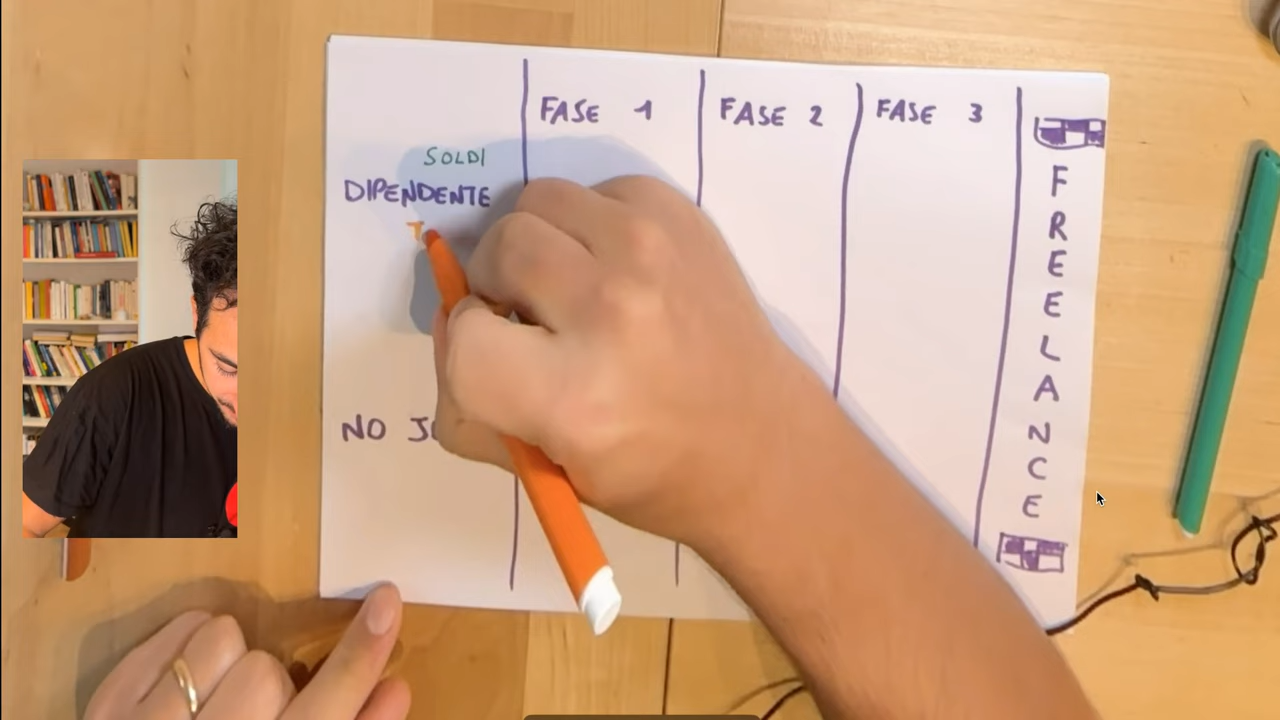 FASE 1
FASE 2
FASE 3
SOLDI
DIPENDENTE
NO
FREELANCE